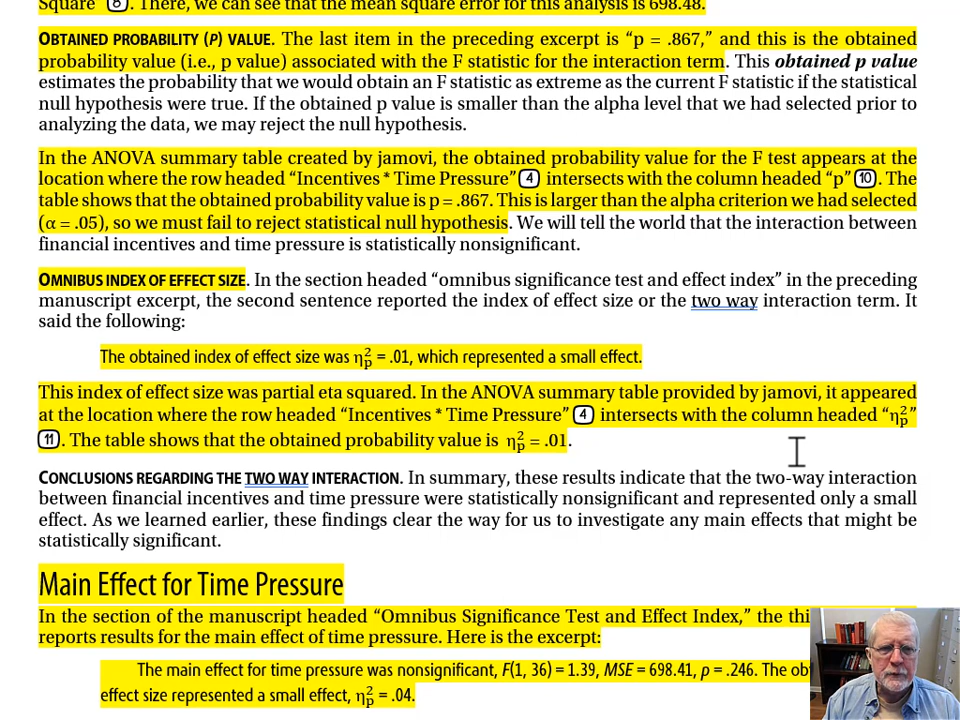 Square" (8). There, we can see that the mean square error for this analysis is 698.48.
OBTAINED PROBABILITY (P) VALUE. The last item in the preceding excerpt is “p = .867,” and this is the obtained
probability value (i.e., p value) associated with the F statistic for the interaction term. This obtained p value
estimates the probability that we would obtain an F statistic as extreme as the current F statistic if the statistical
null hypothesis were true. If the obtained p value is smaller than the alpha level that we had selected prior to
analyzing the data, we may reject the null hypothesis.
In the ANOVA summary table created by jamovi, the obtained probability value for the F test appears at the
location where the row headed “Incentives * Time Pressure” (4) intersects with the column headed “p” (10). The
table shows that the obtained probability value is p = .867. This is larger than the alpha criterion we had selected
(α = .05), so we must fail to reject statistical null hypothesis. We will tell the world that the interaction between
financial incentives and time pressure is statistically nonsignificant.
OMNIBUS INDEX OF EFFECT SIZE. In the section headed “omnibus significance test and effect index” in the preceding
manuscript excerpt, the second sentence reported the index of effect size or the two way interaction term. It
said the following:
The obtained index of effect size was η²p = .01, which represented a small effect.
This index of effect size was partial eta squared. In the ANOVA summary table provided by jamovi, it appeared
at the location where the row headed “Incentives * Time Pressure” (4) intersects with the column headed “η²p”
(11). The table shows that the obtained probability value is η²p = .01.
CONCLUSIONS REGARDING THE TWO WAY INTERACTION. In summary, these results indicate that the two-way interaction
between financial incentives and time pressure were statistically nonsignificant and represented only a small
effect. As we learned earlier, these findings clear the way for us to investigate any main effects that might be
statistically significant.
Main Effect for Time Pressure
In the section of the manuscript headed “Omnibus Significance Test and Effect Index,” the
reports results for the main effect of time pressure. Here is the excerpt:
The main effect for time pressure was nonsignificant, F(1, 36) = 1.39, MSE = 698.41, p = .246. The
effect size represented a small effect, η²p = .04.